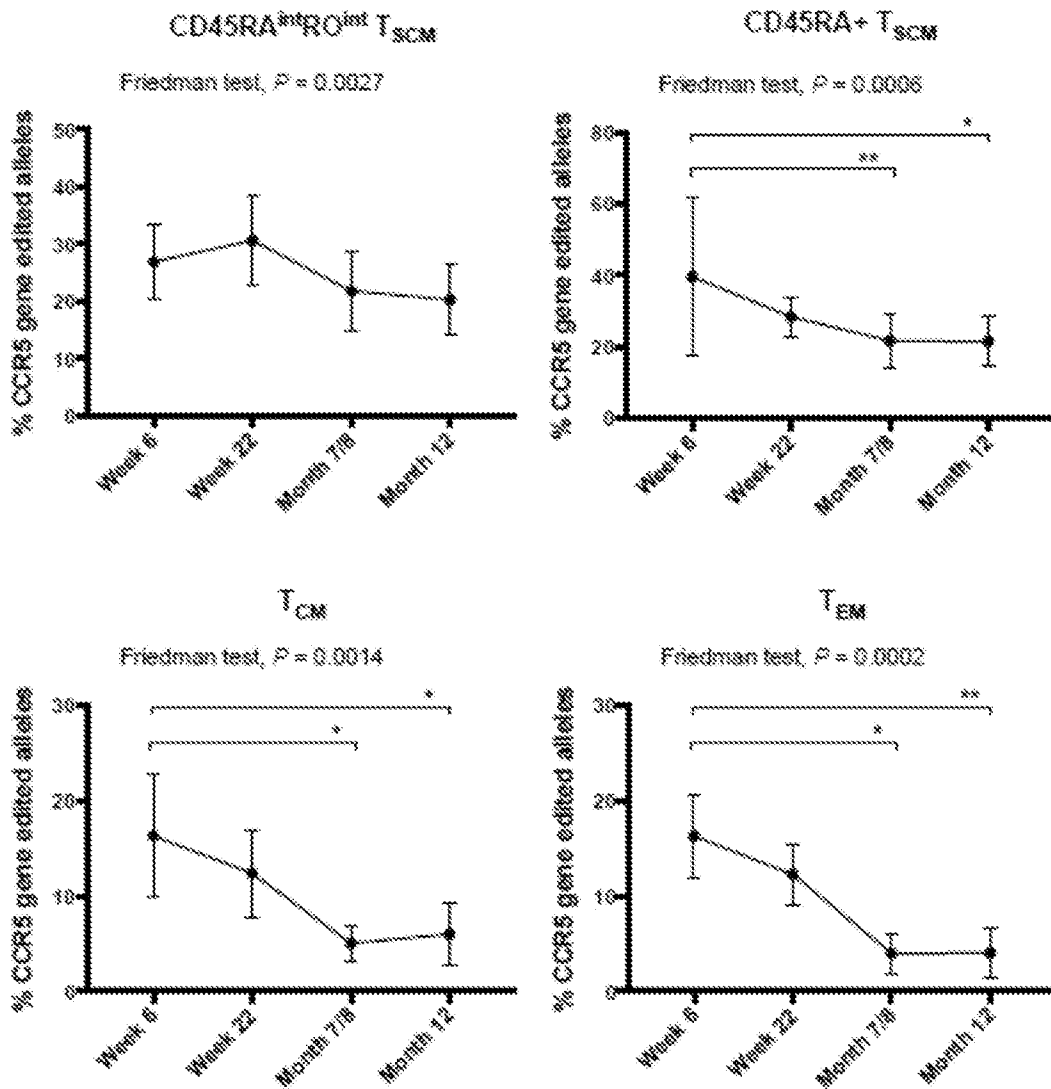 CD45RAintROint TSCM
Friedman test, P = 0.0027
% CCR5 gene edited alleles
50
40
30
20
10
0
Week 6
Week 22
Month 7/8
Month 12
CD45RA+ TSCM
Friedman test, P = 0.0006
% CCR5 gene edited alleles
80
60
40
20
0
*
**
Week 6
Week 22
Month 7/8
Month 12
TCM
Friedman test, P = 0.0014
% CCR5 gene edited alleles
30
20
10
0
*
*
Week 6
Week 22
Month 7/8
Month 12
TEM
Friedman test, P = 0.0002
% CCR5 gene edited alleles
30
20
10
0
**
*
Week 6
Week 22
Month 7/8
Month 12